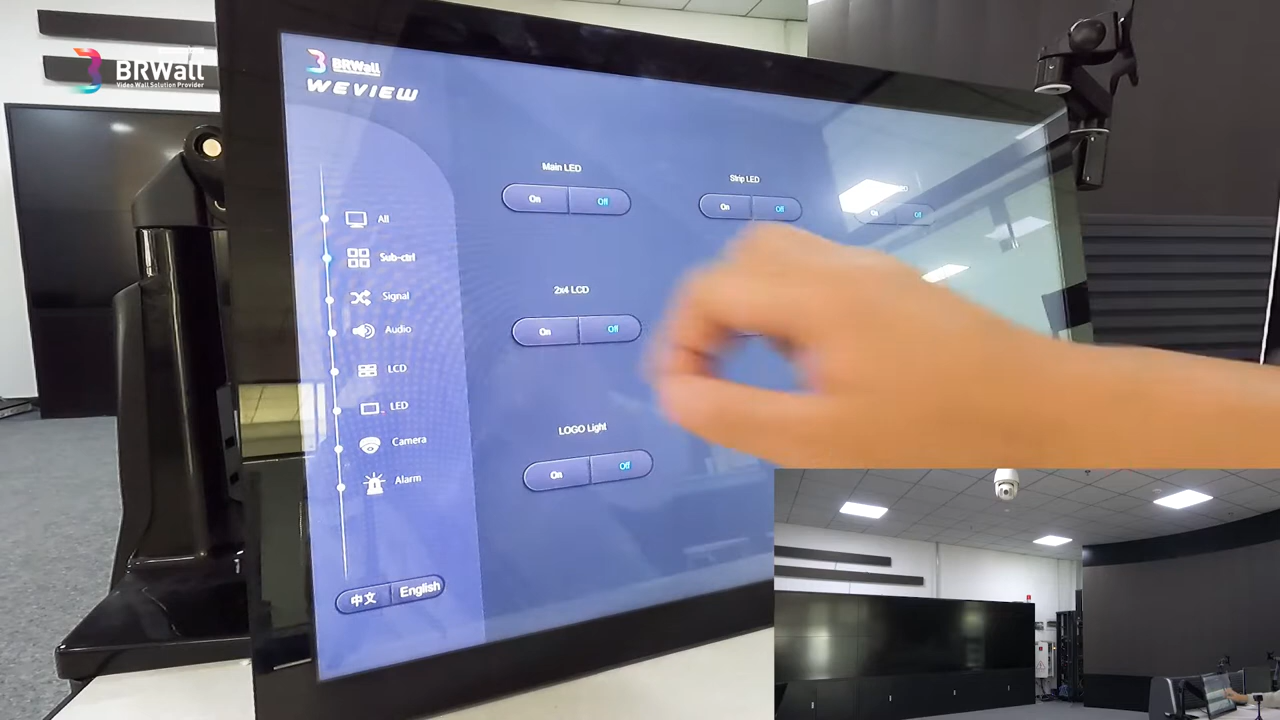 BRWall
Video Wall Solution Provider
BRWall
WEVIEW
All
Sub-ctrl
Signal
Audio
LCD
LED
Camera
Alarm
中文 English
Main LED
On Off
Strip LED
On Off
On Off
2x4 LCD
On Off
LOGO Light
On Off